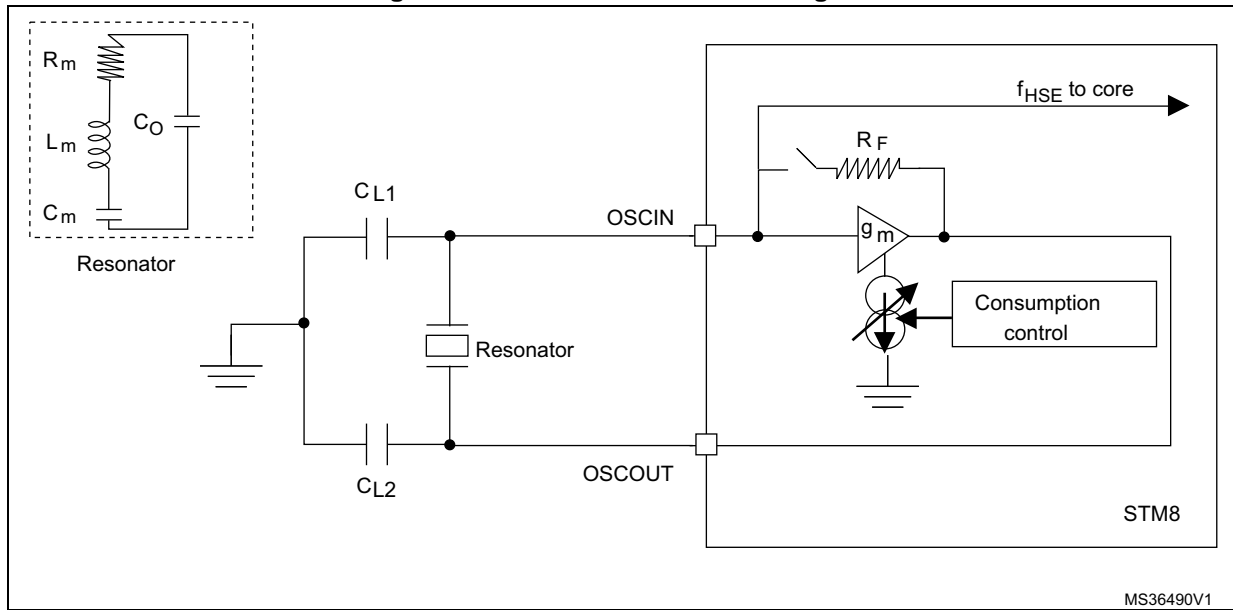 Rm
Lm
CO
Cm
Resonator
CL1
CL2
Resonator
OSCIN
OSCOUT
fHSE to core
RF
gm
Consumption
control
STM8
MS36490V1